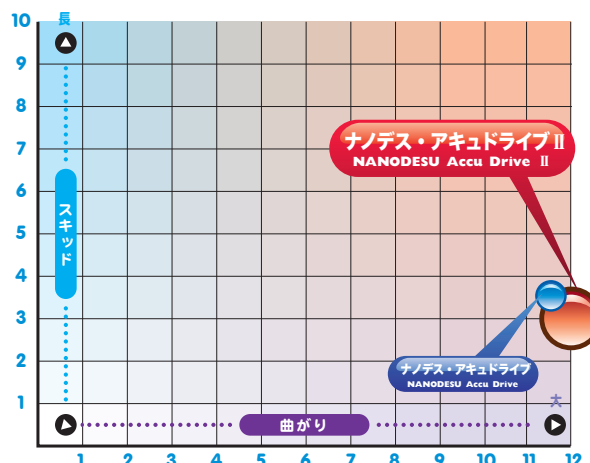 10
長
9
8
7
ナノデス・アキュドライブⅡ
NANODESU Accu Drive Ⅱ
6
スキッド
5
4
3
2
ナノデス・アキュドライブ
NANODESU Accu Drive
1
大
曲がり
1 2 3 4 5 6 7 8 9 10 11 12